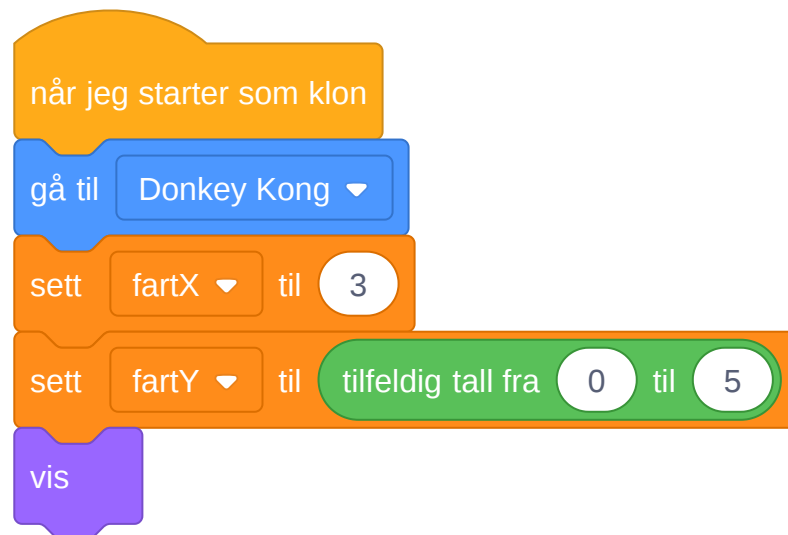 når jeg starter som klon
gå til Donkey Kong
sett fartX til 3
sett fartY til tilfeldig tall fra 0 til 5
vis